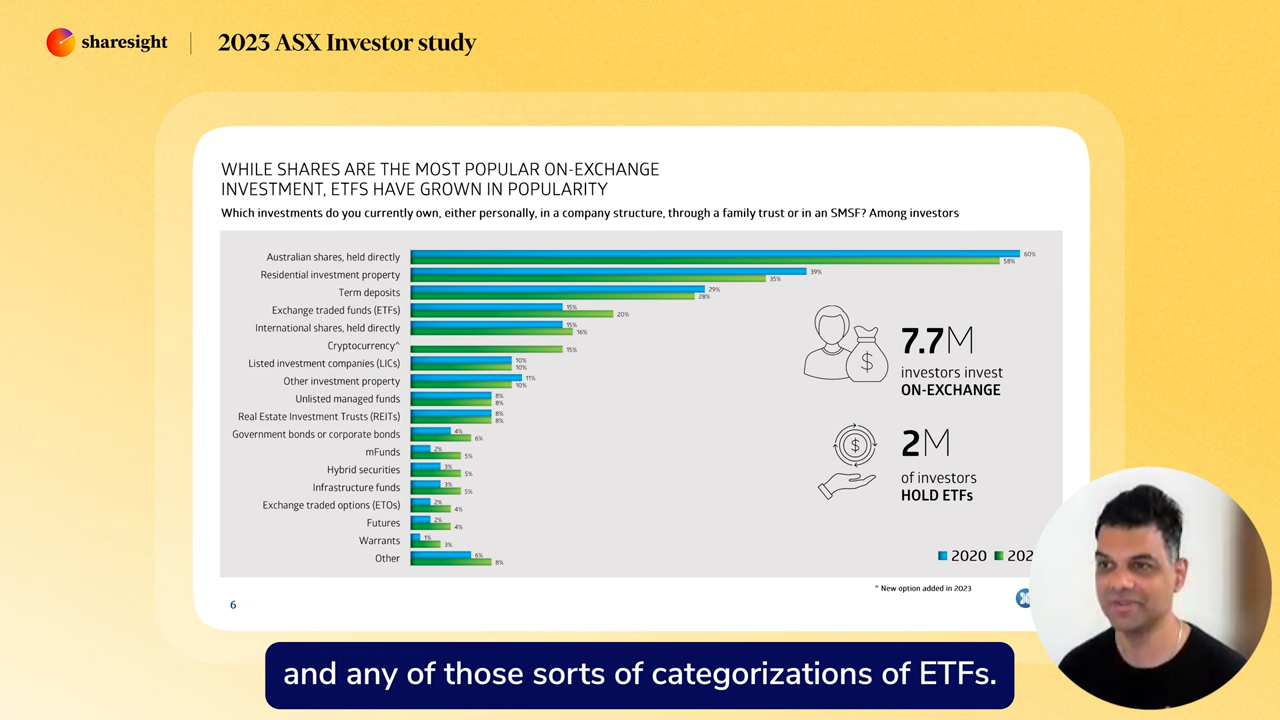 sharesight
2023 ASX Investor study
WHILE SHARES ARE THE MOST POPULAR ON-EXCHANGE
INVESTMENT, ETFS HAVE GROWN IN POPULARITY
Which investments do you currently own, either personally, in a company structure, through a family trust or in an SMSF? Among investors
Australian shares, held directly 60% 58%
Residential investment property 39% 35%
Term deposits 29% 28%
Exchange traded funds (ETFs) 15% 20%
International shares, held directly 15% 16%
Cryptocurrency^ 15%
Listed investment companies (LICs) 10% 10%
Other investment property 11% 10%
Unlisted managed funds 8% 8%
Real Estate Investment Trusts (REITs) 8% 8%
Government bonds or corporate bonds 4% 6%
mFunds 2% 5%
Hybrid securities 3% 5%
Infrastructure funds 3% 5%
Exchange traded options (ETOs) 2% 4%
Futures 2% 4%
Warrants 1% 3%
Other 6% 8%
7.7M
investors invest
ON-EXCHANGE
2M
of investors
HOLD ETFs
2020 202
^ New option added in 2023
6
and any of those sorts of categorizations of ETFs.